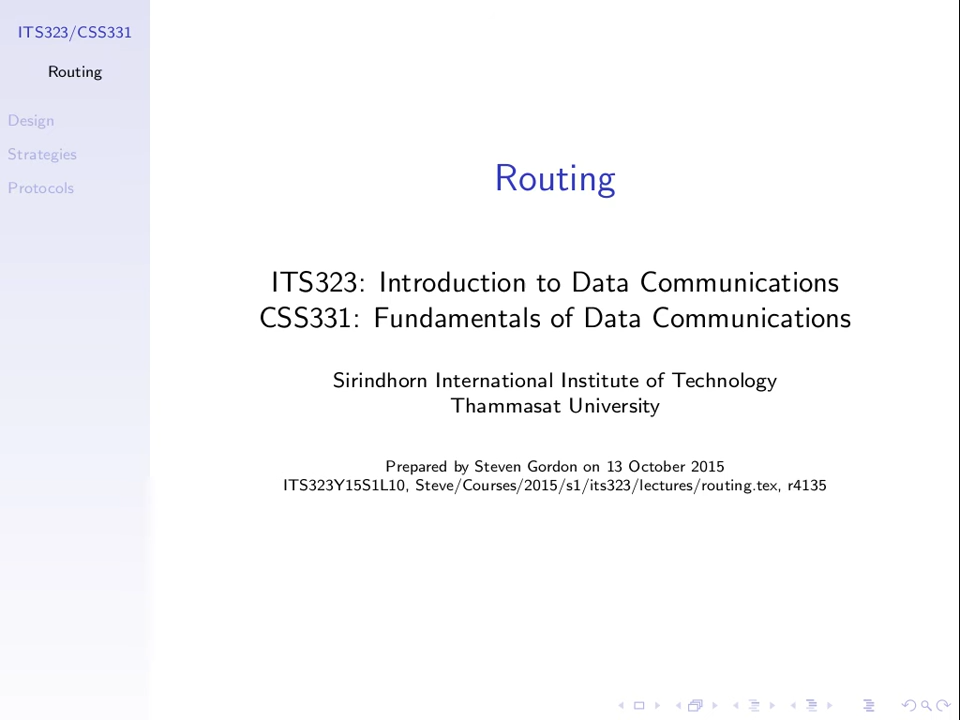 ITS323/CSS331
Routing
Design
Strategies
Protocols
Routing
ITS323: Introduction to Data Communications
CSS331: Fundamentals of Data Communications
Sirindhorn International Institute of Technology
Thammasat University
Prepared by Steven Gordon on 13 October 2015
ITS323Y15S1L10, Steve/Courses/2015/s1/its323/lectures/routing.tex, r4135